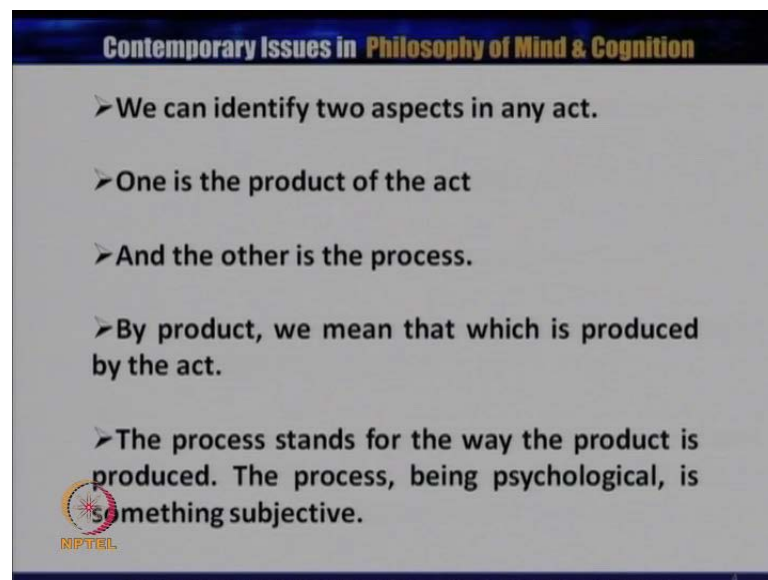 Contemporary Issues in Philosophy of Mind & Cognition
➤We can identify two aspects in any act.
➤One is the product of the act
➤And the other is the process.
➤By product, we mean that which is produced
by the act.
➤The process stands for the way the product is
produced. The process, being psychological, is
something subjective.
NPTEL